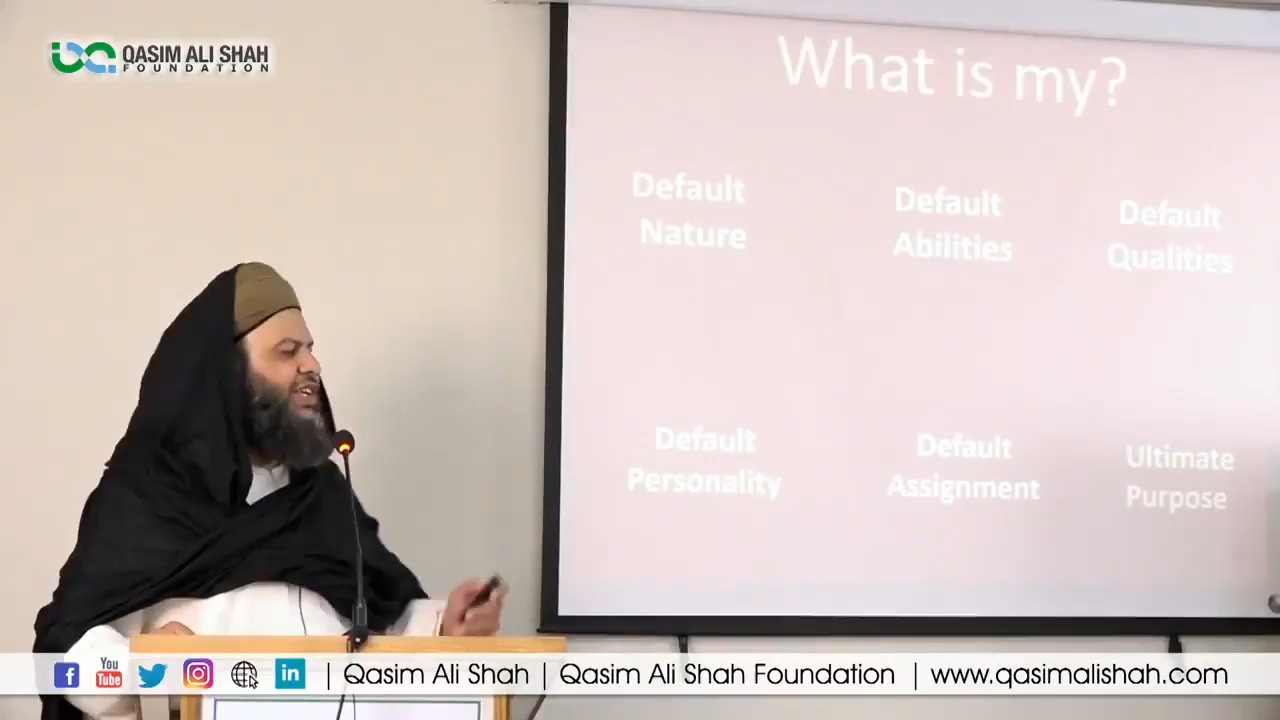 QASIM ALI SHAH
FOUNDATION
What is my?
Default
Nature
Default
Abilities
Default
Qualities
Default
Personality
Default
Assignment
Ultimate
Purpose
You
Tube
| Qasim Ali Shah | Qasim Ali Shah Foundation | www.qasimalishah.com